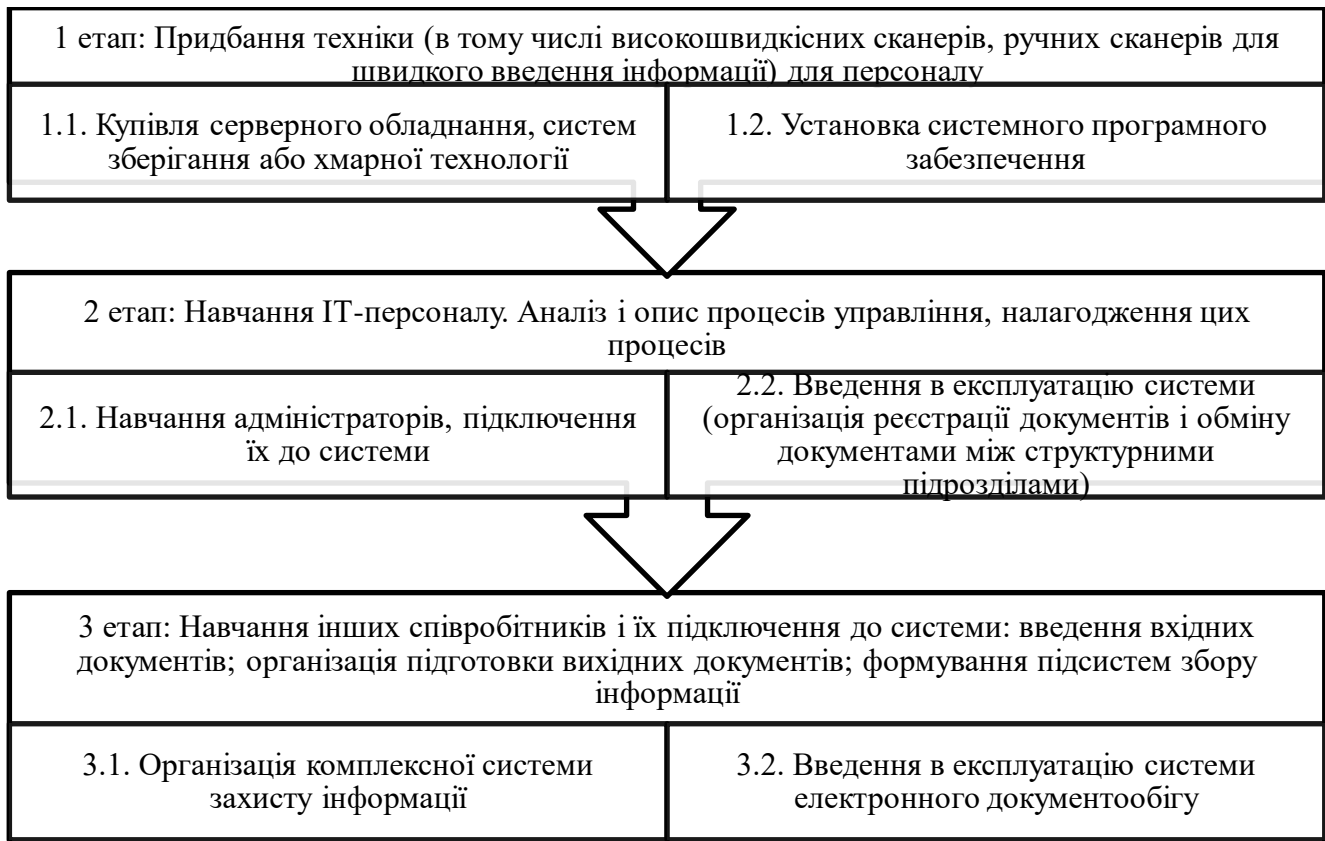 1 етап: Придбання техніки (в тому числі високошвидкісних сканерів, ручних сканерів для
швидкого введення інформації) для персоналу
1.1. Купівля серверного обладнання, систем
зберігання або хмарної технології
1.2. Установка системного програмного
забезпечення
2 етап: Навчання ІТ-персоналу. Аналіз і опис процесів управління, налагодження цих
процесів
2.1. Навчання адміністраторів, підключення
їх до системи
2.2. Введення в експлуатацію системи
(організація реєстрації документів і обміну
документами між структурними
підрозділами)
3 етап: Навчання інших співробітників і їх підключення до системи: введення вхідних
документів; організація підготовки вихідних документів; формування підсистем збору
інформації
3.1. Організація комплексної системи
захисту інформації
3.2. Введення в експлуатацію системи
електронного документообігу